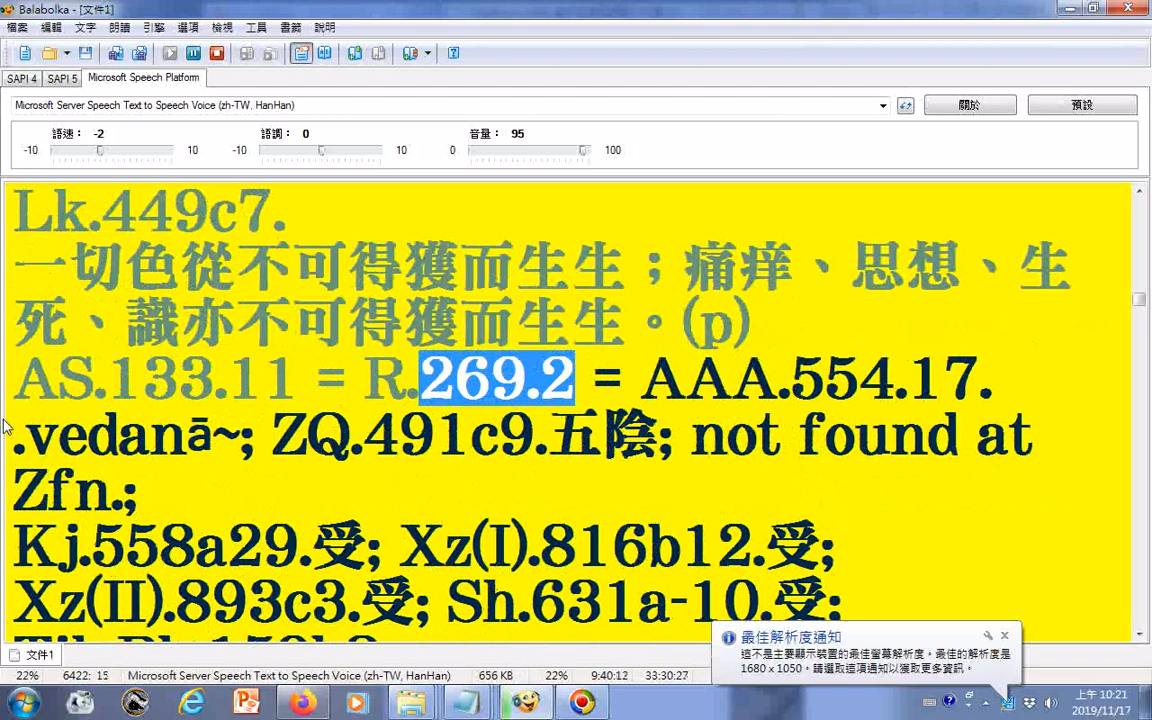 Balabolka - [文件1]
檔案 編輯 文字 朗讀 引擎 選項 檢視 工具 書籤 說明
SAPI 4 SAPI 5 Microsoft Speech Platform
Microsoft Server Speech Text to Speech Voice (zh-TW, HanHan)
關於 預設
語速： -2 語調： 0 音量： 95
-10 10 -10 10 0 100
Lk.449c7.
一切色從不可得獲而生生；痛痒、思想、生
死、識亦不可得獲而生生。(p)
AS.133.11 = R.269.2 = AAA.554.17.
.vedanā~; ZQ.491c9.五陰; not found at
Zfn.;
Kj.558a29.受; Xz(I).816b12.受;
Xz(II).893c3.受; Sh.631a-10.受;
最佳解析度通知
這不是主要顯示裝置的最佳螢幕解析度。最佳的解析度是
1680 x 1050。請選取這項通知以獲取更多資訊。
文件1
22% 6422: 15 Microsoft Server Speech Text to Speech Voice (zh-TW, HanHan) 656 KB 22% 9:40:12 33:30:27
上午 10:21
2019/11/17